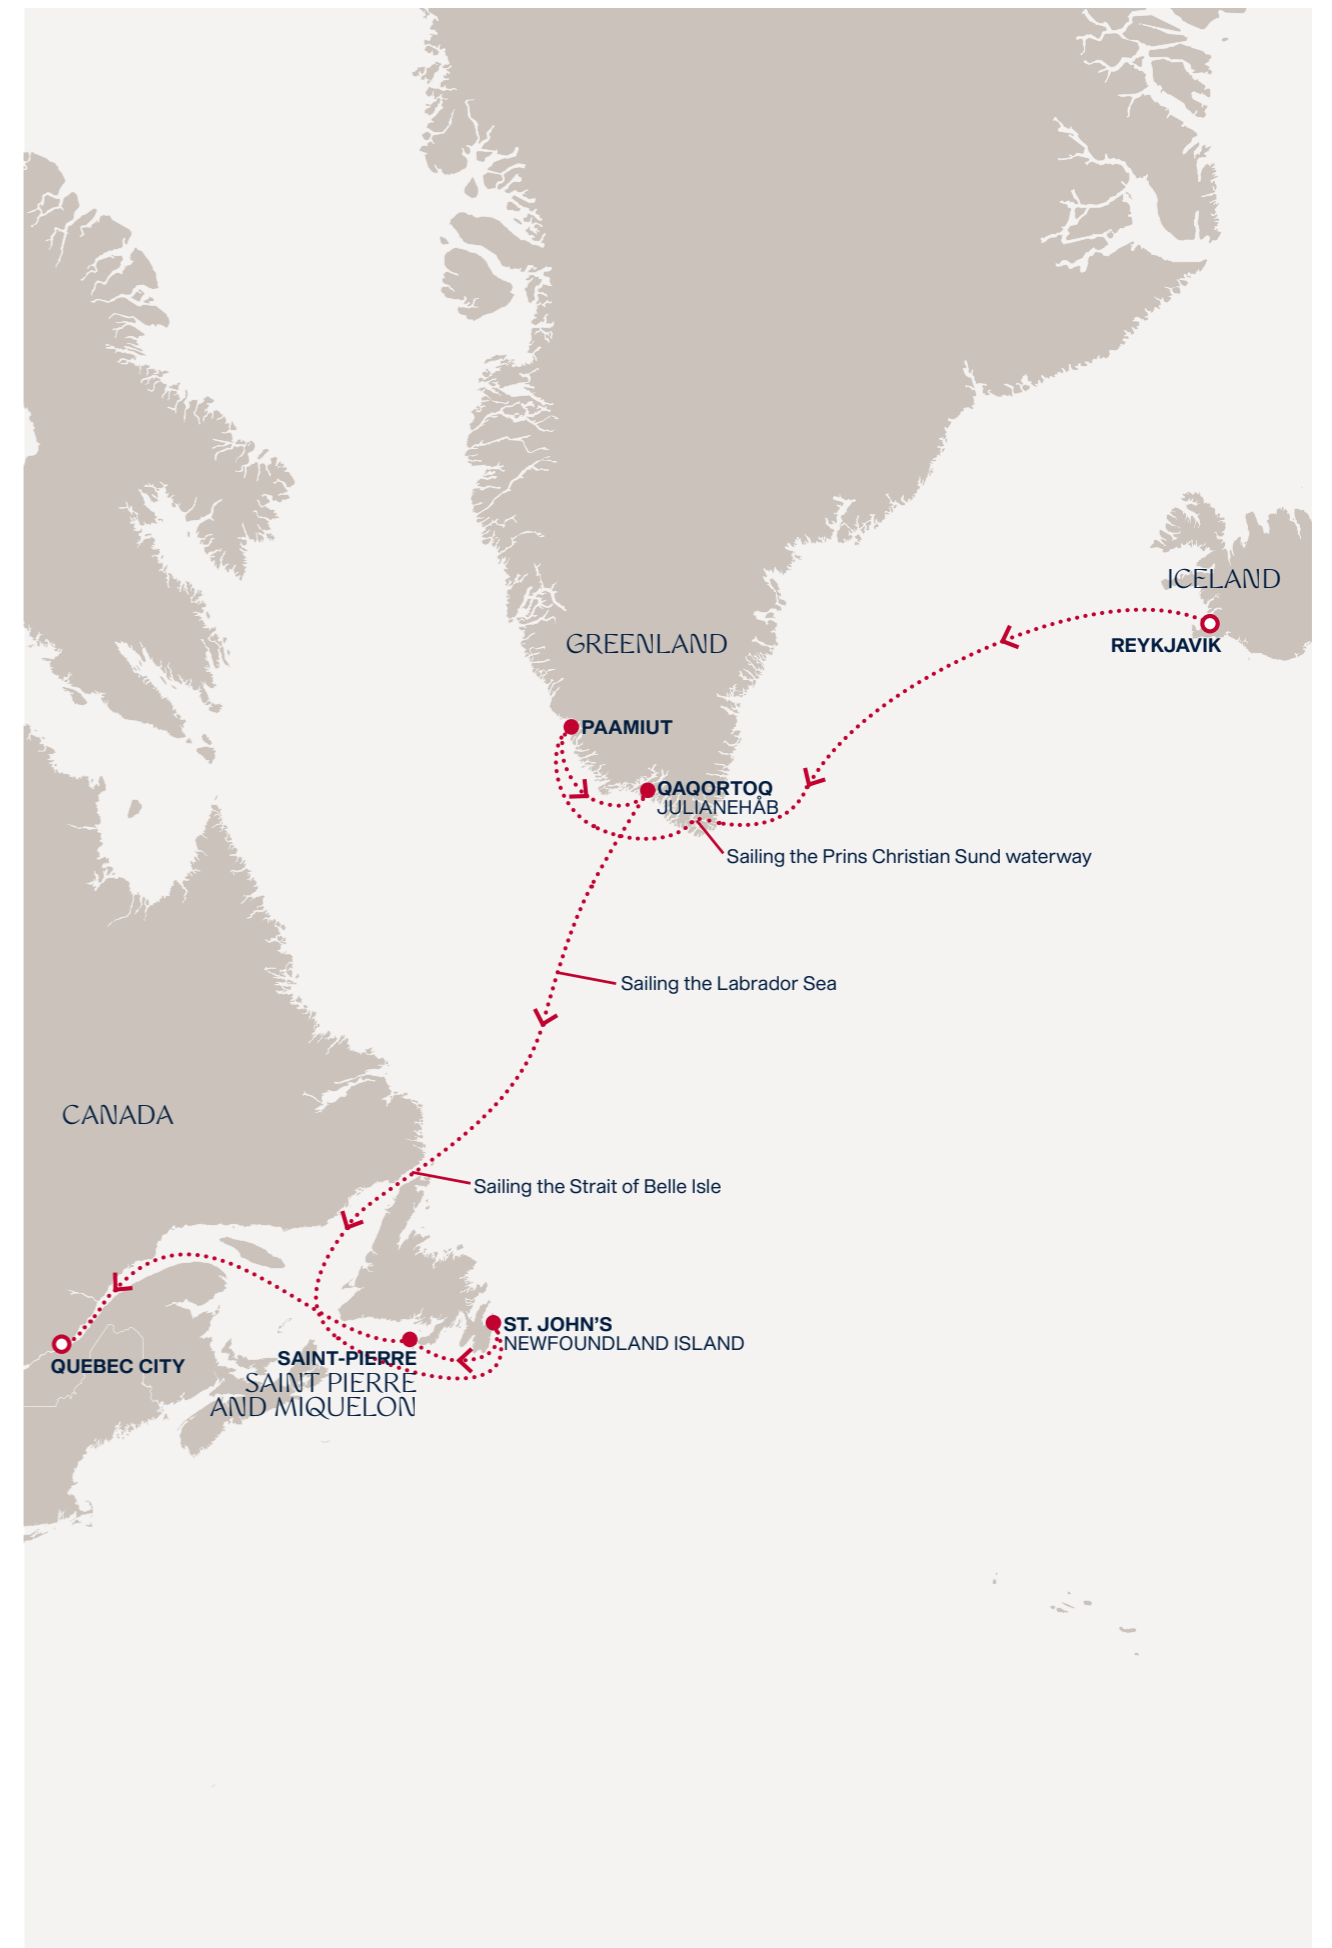 ICELAND
REYKJAVIK
GREENLAND
PAAMIUT
QAQORTOQ
JULIANEHÅB
Sailing the Prins Christian Sund waterway
Sailing the Labrador Sea
CANADA
Sailing the Strait of Belle Isle
ST. JOHN'S
NEWFOUNDLAND ISLAND
SAINT-PIERRE
SAINT PIERRE
AND MIQUELON
QUEBEC CITY